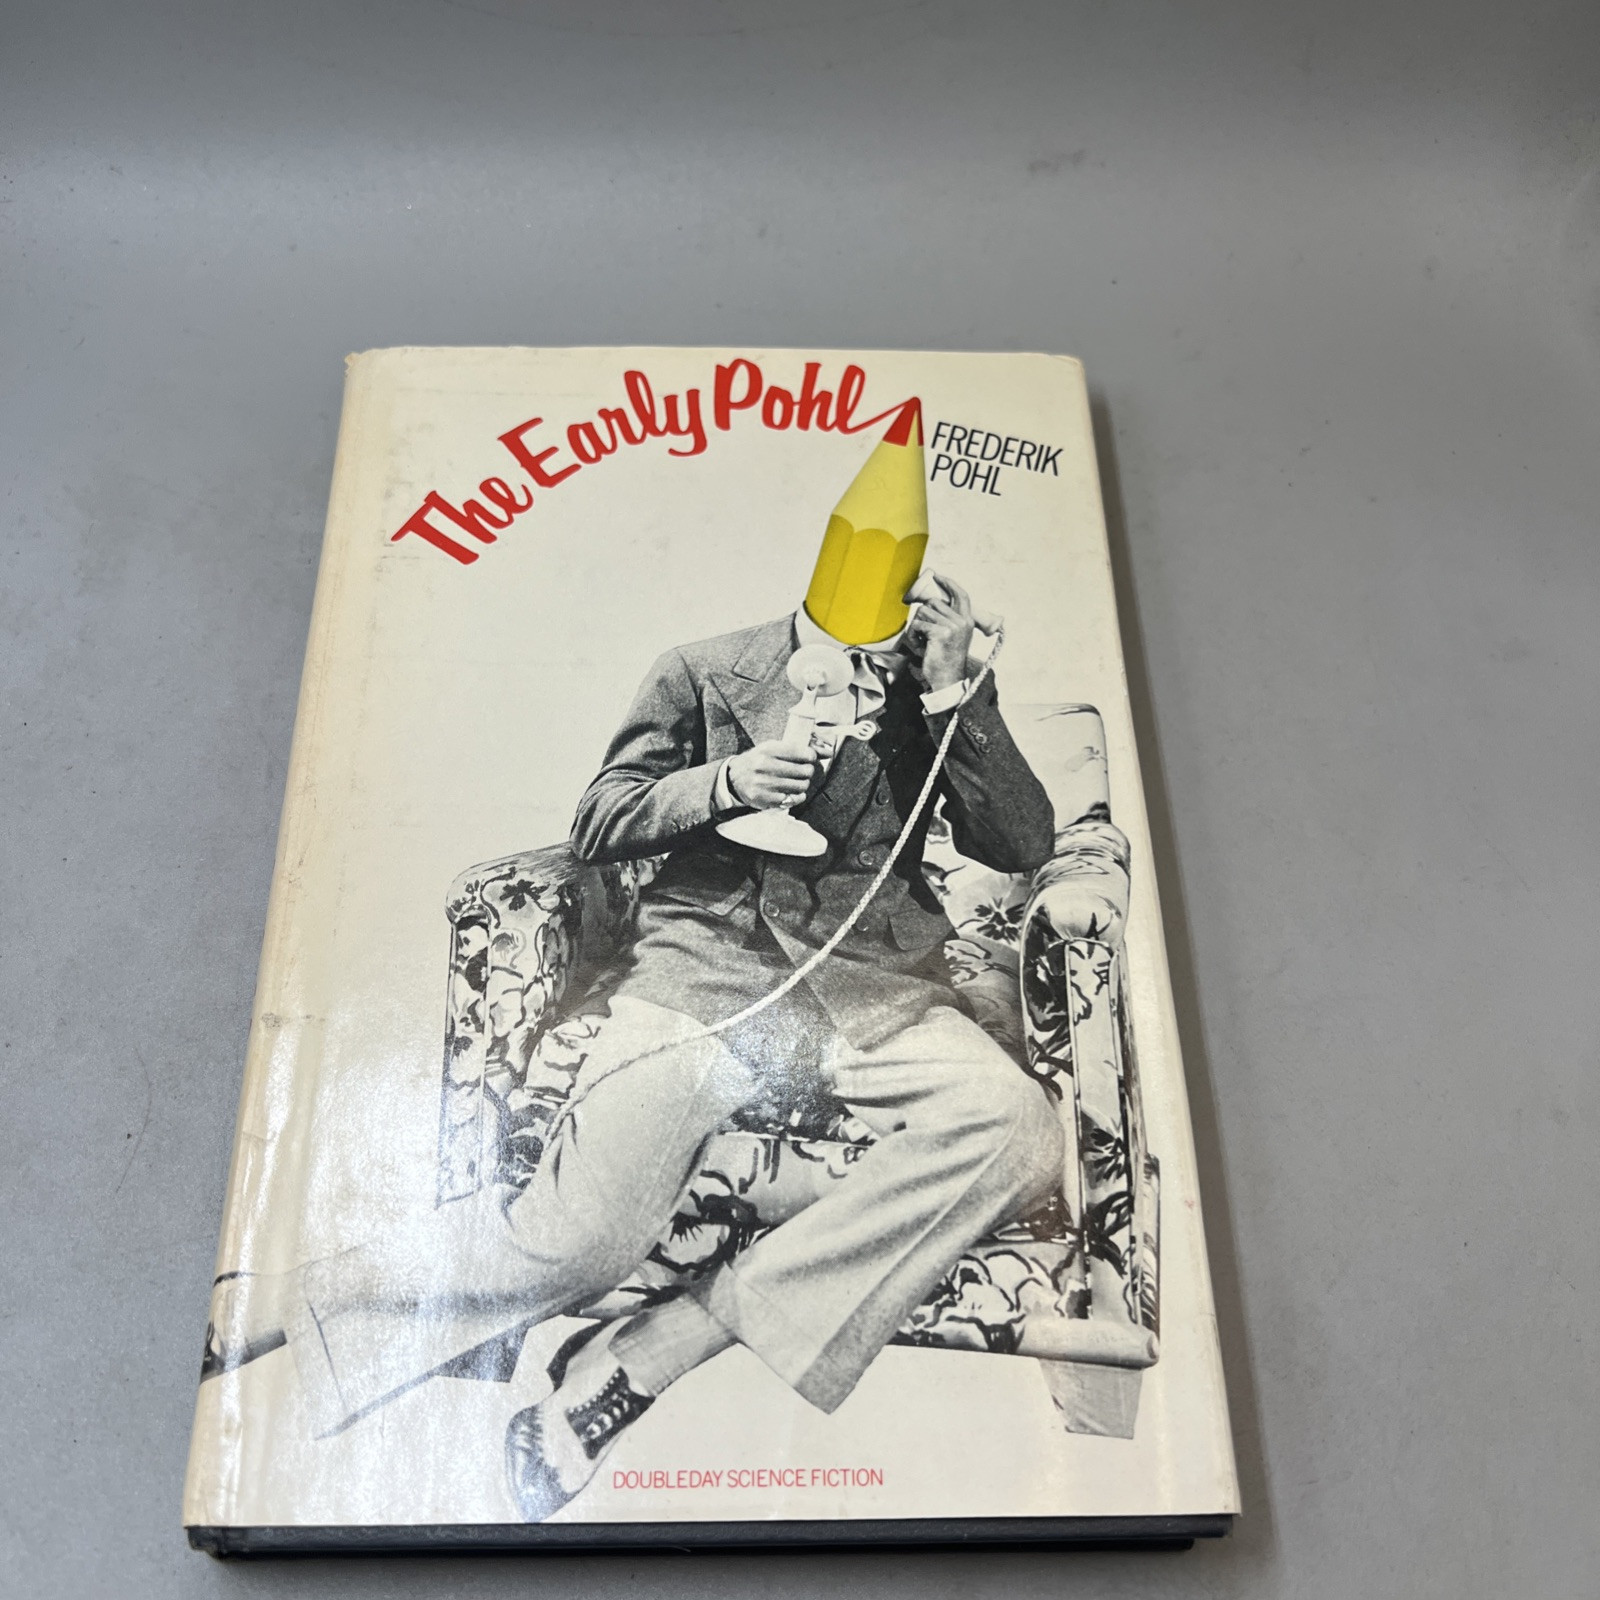 The Early Pohl
FREDERIK
POHL
DOUBLEDAY SCIENCE FICTION